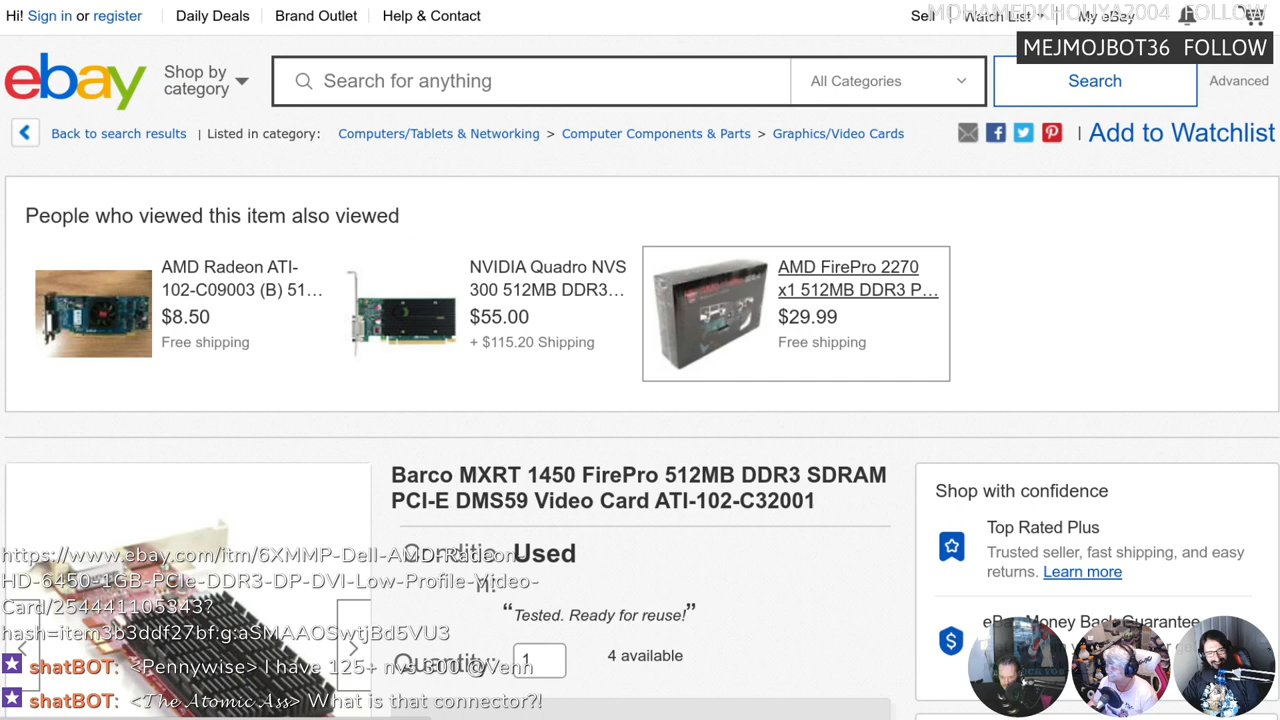 Hi! Sign in or register
Daily Deals
Brand Outlet
Help & Contact
Sell
Watch List
My eBay
MOHAMEDKHOUYA2004 FOLLOW
MEJMOJBOT36 FOLLOW
ebay
Shop by category
Search for anything
All Categories
Search
Advanced
Back to search results
| Listed in category:
Computers/Tablets & Networking > Computer Components & Parts > Graphics/Video Cards
| Add to Watchlist
People who viewed this item also viewed
AMD Radeon ATI-
102-C09003 (B) 51...
$8.50
Free shipping
NVIDIA Quadro NVS
300 512MB DDR3...
$55.00
+ $115.20 Shipping
AMD FirePro 2270
x1 512MB DDR3 P...
$29.99
Free shipping
Barco MXRT 1450 FirePro 512MB DDR3 SDRAM
PCI-E DMS59 Video Card ATI-102-C32001
Used
“Tested. Ready for reuse!”
Quantity:
1
4 available
Shop with confidence
Top Rated Plus
Trusted seller, fast shipping, and easy
returns. Learn more
eBay Money Back Guarantee
https://www.ebay.com/itm/6XMMP-Dell-AMD-Radeon-
HD-6450-1GB-PCIe-DDR3-DP-DVI-Low-Profile-Video-
Card/254441105343?
hash=item3b3ddf27bf:g:aSMAAOSwtjBd5VU3
shatBOT: <Pennywise> I have 125+ nvs 300 @Venn
shatBOT: <The Atomic Ass> What is that connector?!